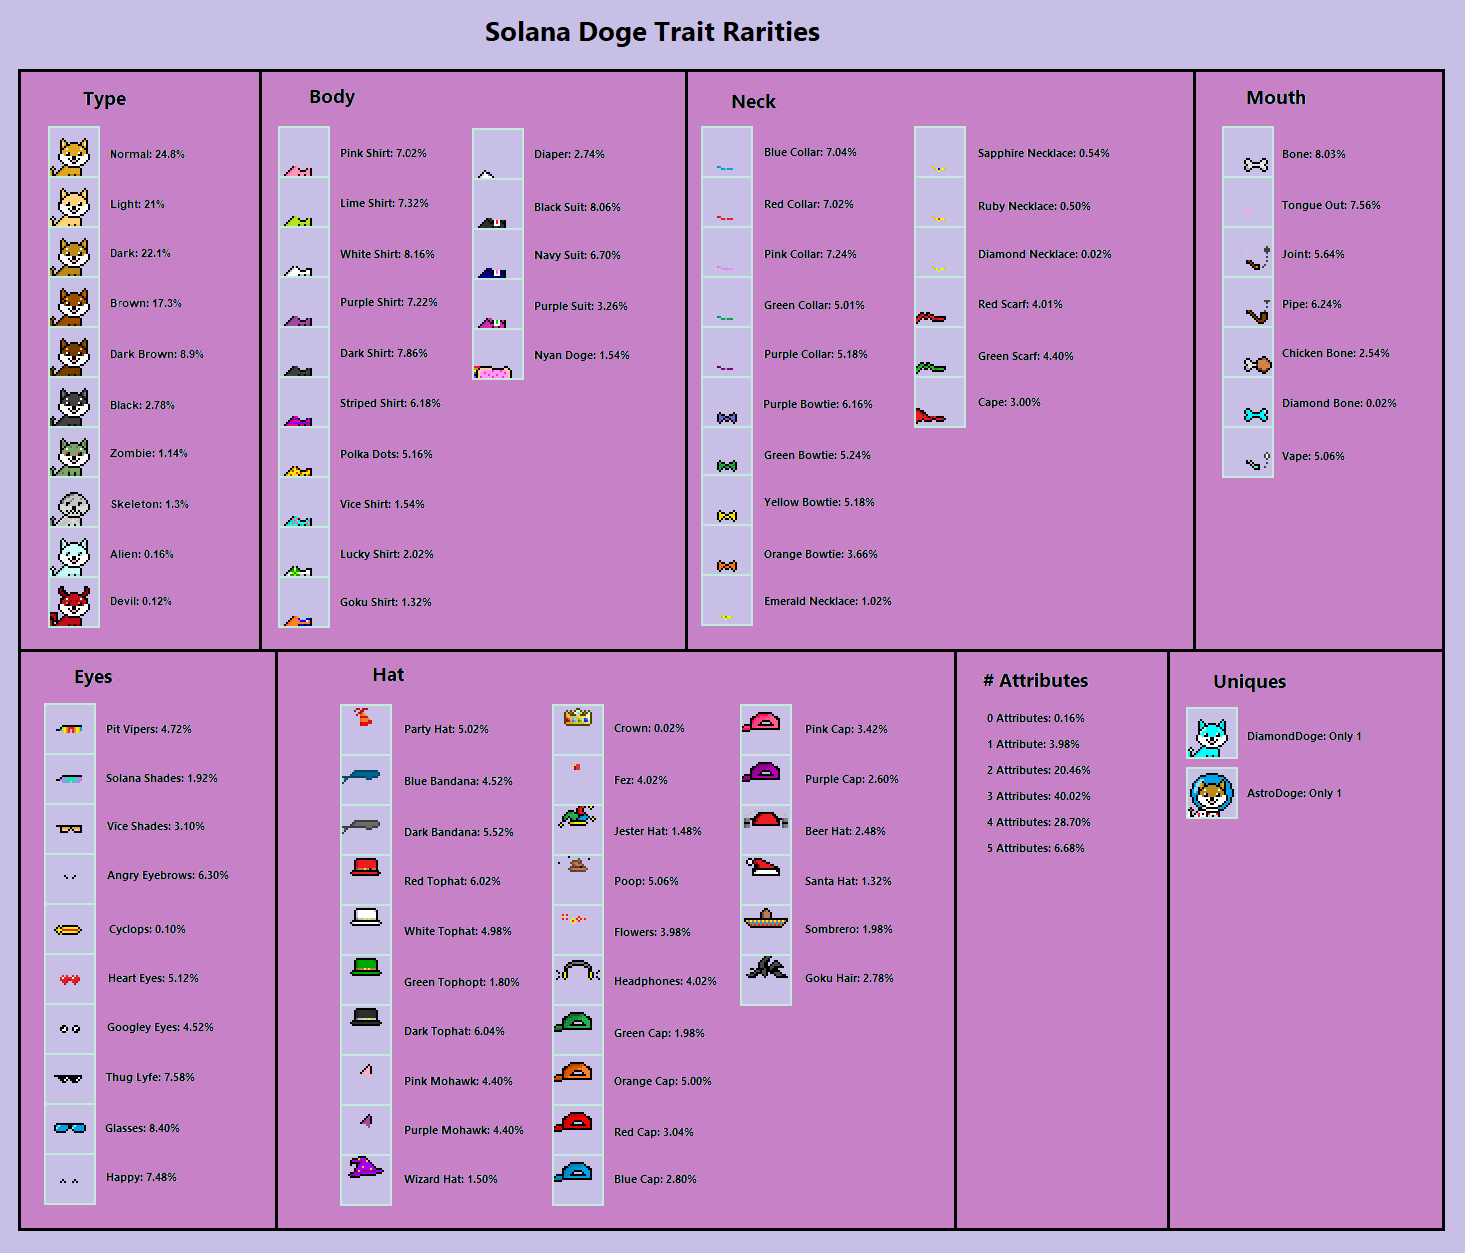 Solana Doge Trait Rarities
Type
Normal: 24.8%
Light: 21%
Dark: 22.1%
Brown: 17.3%
Dark Brown: 8.9%
Black: 2.78%
Zombie: 1.14%
Skeleton: 1.3%
Alien: 0.16%
Devil: 0.12%
Body
Pink Shirt: 7.02%
Lime Shirt: 7.32%
White Shirt: 8.16%
Purple Shirt: 7.22%
Dark Shirt: 7.86%
Striped Shirt: 6.18%
Polka Dots: 5.16%
Vice Shirt: 1.54%
Lucky Shirt: 2.02%
Goku Shirt: 1.32%
Diaper: 2.74%
Black Suit: 8.06%
Navy Suit: 6.70%
Purple Suit: 3.26%
Nyan Doge: 1.54%
Neck
Blue Collar: 7.04%
Red Collar: 7.02%
Pink Collar: 7.24%
Green Collar: 5.01%
Purple Collar: 5.18%
Purple Bowtie: 6.16%
Green Bowtie: 5.24%
Yellow Bowtie: 5.18%
Orange Bowtie: 3.66%
Emerald Necklace: 1.02%
Sapphire Necklace: 0.54%
Ruby Necklace: 0.50%
Diamond Necklace: 0.02%
Red Scarf: 4.01%
Green Scarf: 4.40%
Cape: 3.00%
Mouth
Bone: 8.03%
Tongue Out: 7.56%
Joint: 5.64%
Pipe: 6.24%
Chicken Bone: 2.54%
Diamond Bone: 0.02%
Vape: 5.06%
Eyes
Pit Vipers: 4.72%
Solana Shades: 1.92%
Vice Shades: 3.10%
Angry Eyebrows: 6.30%
Cyclops: 0.10%
Heart Eyes: 5.12%
Googley Eyes: 4.52%
Thug Lyfe: 7.58%
Glasses: 8.40%
Happy: 7.48%
Hat
Party Hat: 5.02%
Blue Bandana: 4.52%
Dark Bandana: 5.52%
Red Tophat: 6.02%
White Tophat: 4.98%
Green Tophopt: 1.80%
Dark Tophat: 6.04%
Pink Mohawk: 4.40%
Purple Mohawk: 4.40%
Wizard Hat: 1.50%
Crown: 0.02%
Fez: 4.02%
Jester Hat: 1.48%
Poop: 5.06%
Flowers: 3.98%
Headphones: 4.02%
Green Cap: 1.98%
Orange Cap: 5.00%
Red Cap: 3.04%
Blue Cap: 2.80%
Pink Cap: 3.42%
Purple Cap: 2.60%
Beer Hat: 2.48%
Santa Hat: 1.32%
Sombrero: 1.98%
Goku Hair: 2.78%
# Attributes
0 Attributes: 0.16%
1 Attribute: 3.98%
2 Attributes: 20.46%
3 Attributes: 40.02%
4 Attributes: 28.70%
5 Attributes: 6.68%
Uniques
DiamondDoge: Only 1
AstroDoge: Only 1